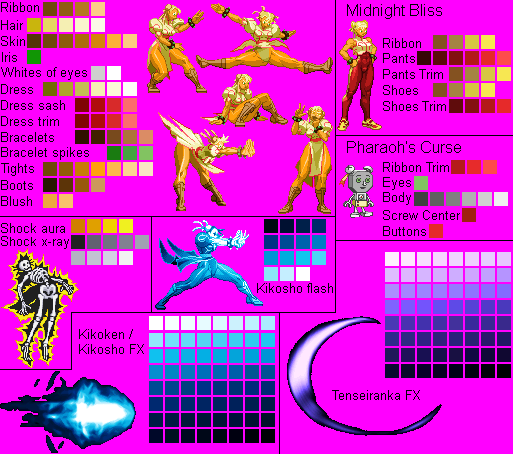 Ribbon
Hair
Skin
Iris
Whites of eyes
Dress
Dress sash
Dress trim
Bracelets
Bracelet spikes
Tights
Boots
Blush
Midnight Bliss
Ribbon
Pants
Pants Trim
Shoes
Shoes Trim
Pharaoh's Curse
Ribbon Trim
Eyes
Body
Screw Center
Buttons
Shock aura
Shock x-ray
Kikosho flash
Kikoken /
Kikosho FX
Tenseiranka FX